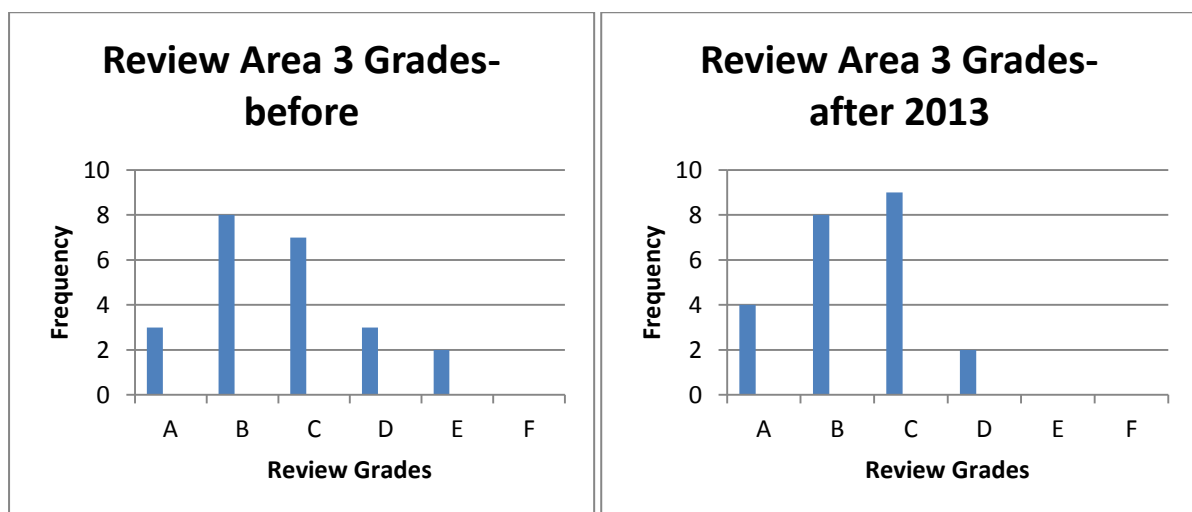 Review Area 3 Grades-
before
10
8
6
4
2
0
Frequency
A B C D E F
Review Grades
Review Area 3 Grades-
after 2013
10
8
6
4
2
0
Frequency
A B C D E F
Review Grades